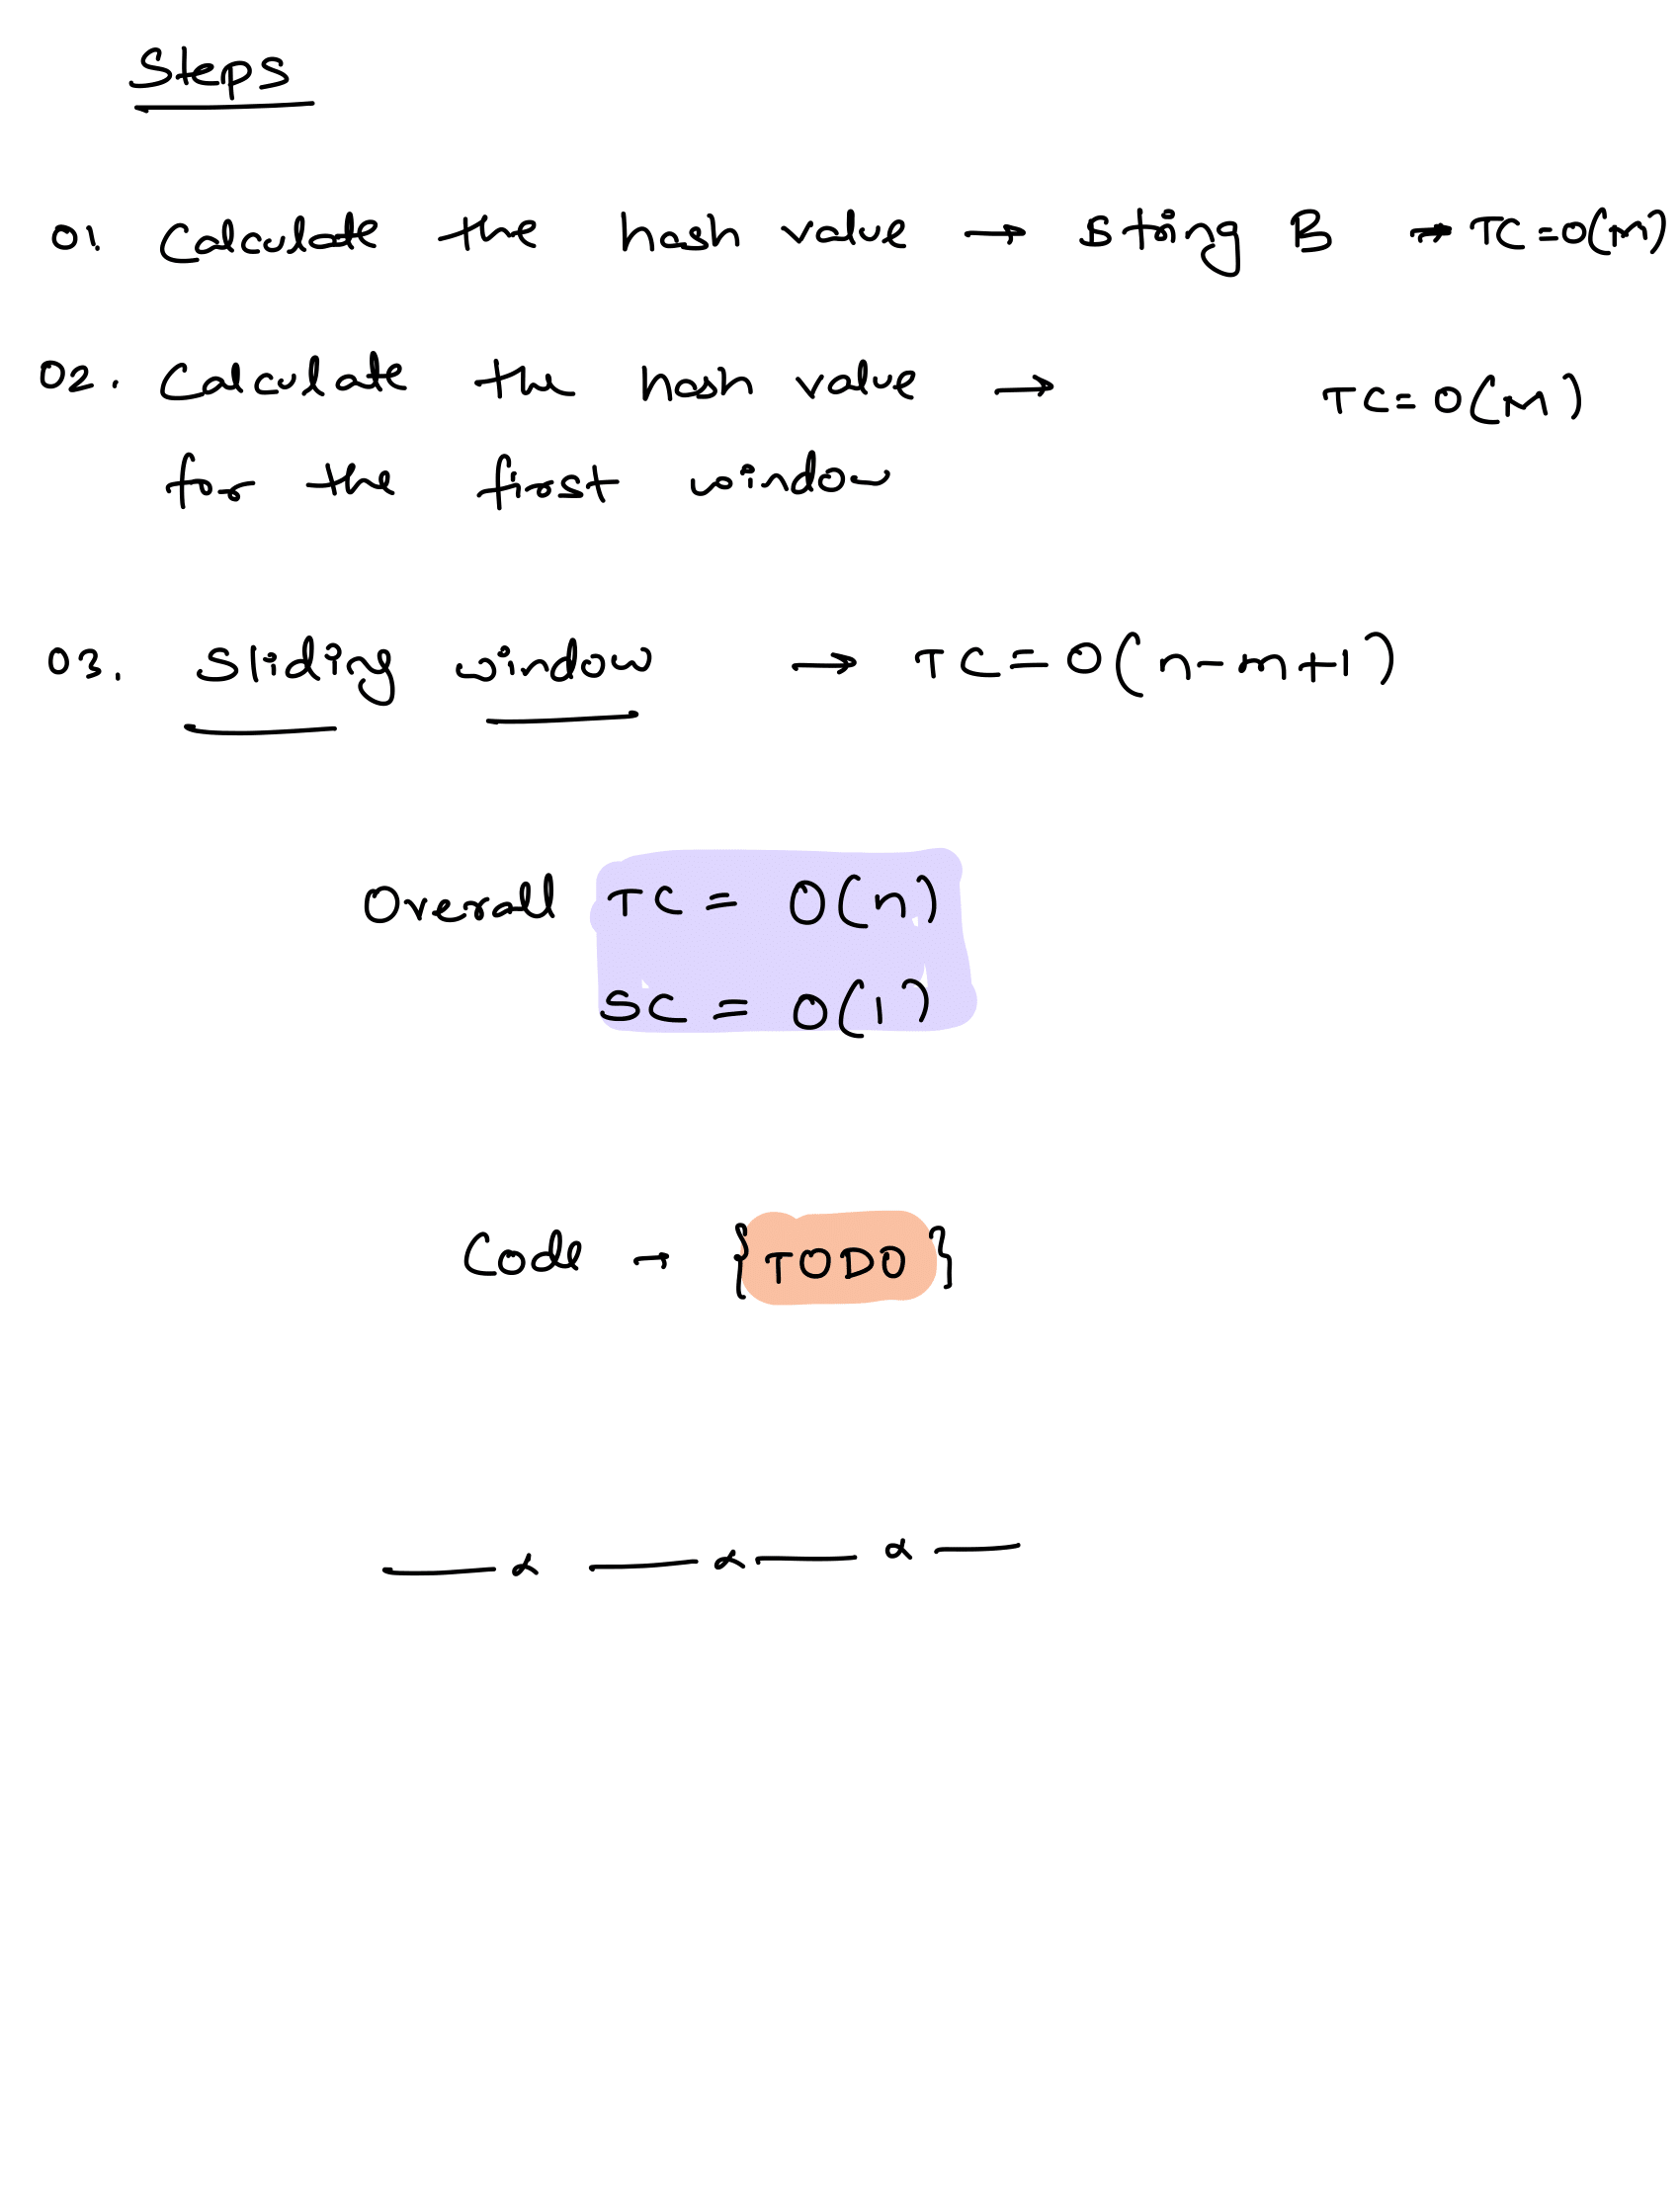 Steps
01. Calculate the hash value → string B → TC = O(m)
02. Calculate the hash value → TC = O(m)
for the first window
03. Sliding window → TC = O(n-m+1)
Overall TC = O(n)
SC = O(1)
Code → {TODO}